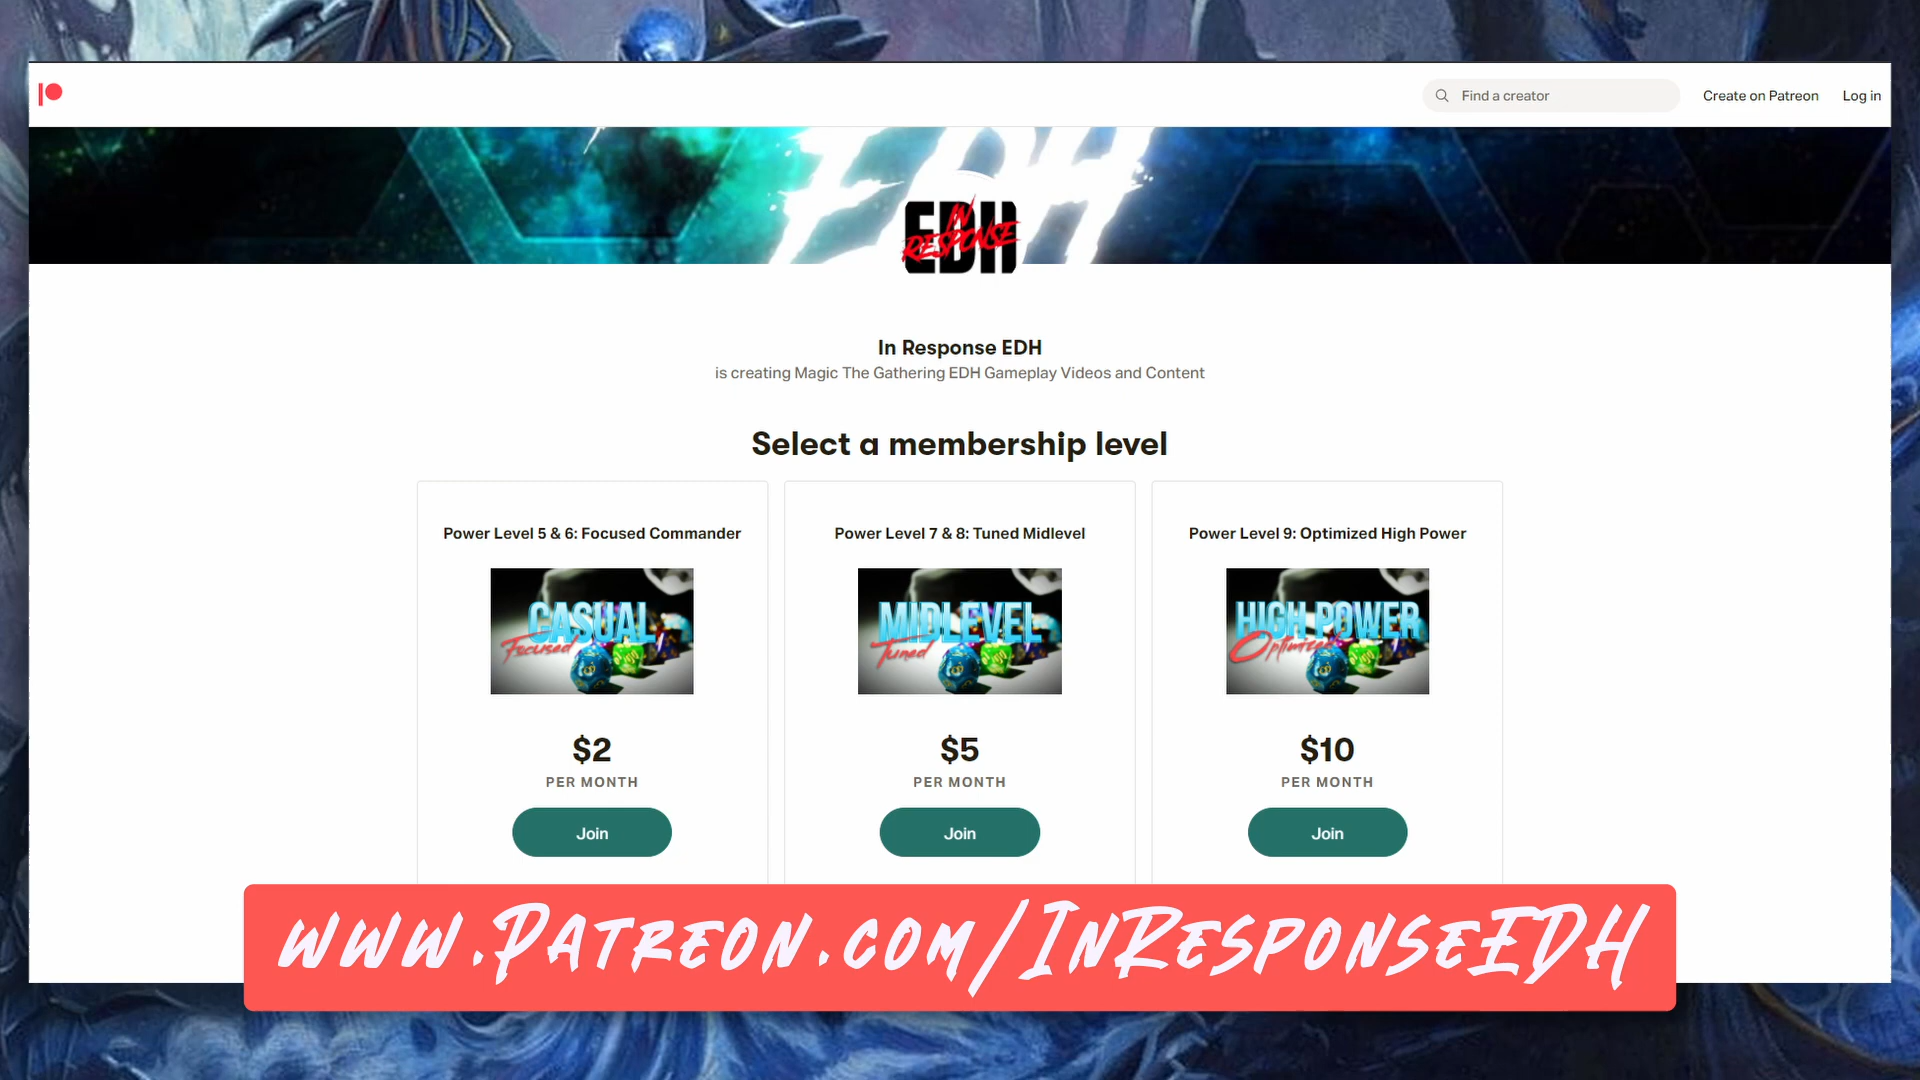 Find a creator
Create on Patreon
Log in
EDH
EDH
IN
RESPONSE
In Response EDH
is creating Magic The Gathering EDH Gameplay Videos and Content
Select a membership level
Power Level 5 & 6: Focused Commander
CASUAL
Focused
$2
PER MONTH
Join
Power Level 7 & 8: Tuned Midlevel
MIDLEVEL
Tuned
$5
PER MONTH
Join
Power Level 9: Optimized High Power
HIGH POWER
Optimized
$10
PER MONTH
Join
www.Patreon.com/InResponseEDH